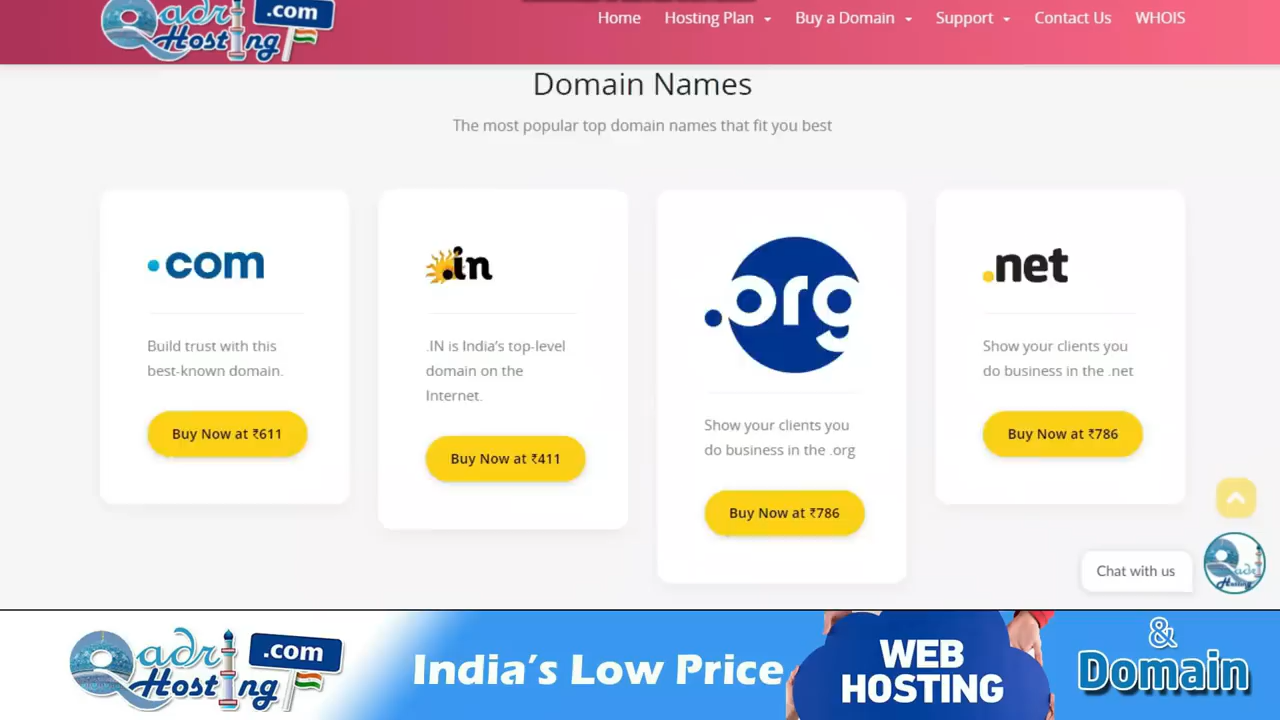 Qadri
.com
Hosting
Home
Hosting Plan
Buy a Domain
Support
Contact Us
WHOIS
Domain Names
The most popular top domain names that fit you best
.com
Build trust with this
best-known domain.
Buy Now at ₹611
.in
.IN is India's top-level
domain on the
Internet.
Buy Now at ₹411
.org
Show your clients you
do business in the .org
Buy Now at ₹786
.net
Show your clients you
do business in the .net
Buy Now at ₹786
Chat with us
Qadri
Hosting
Qadri
.com
Hosting
India's Low Price
WEB
HOSTING
&
Domain